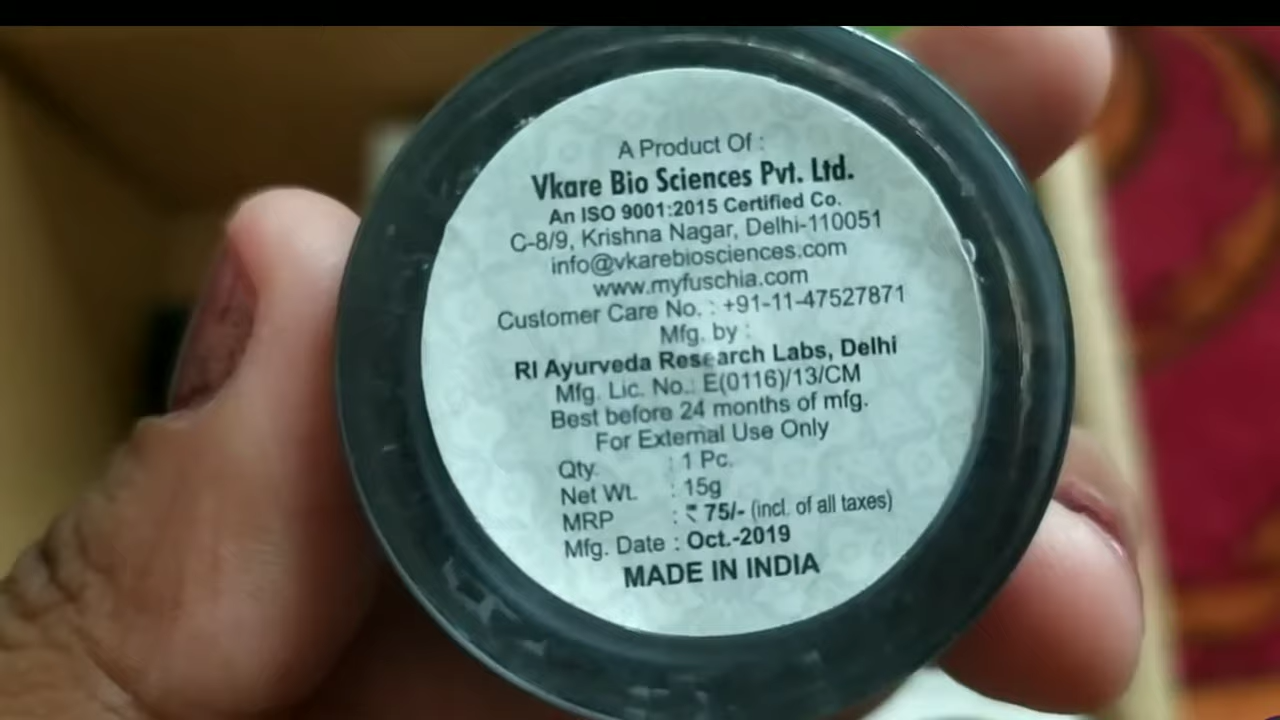 A Product Of :
Vkare Bio Sciences Pvt. Ltd.
An ISO 9001:2015 Certified Co.
C-8/9, Krishna Nagar, Delhi-110051
info@vkarebiosciences.com
www.myfuschia.com
Customer Care No. : +91-11-47527871
Mfg. by :
RI Ayurveda Research Labs, Delhi
Mfg. Lic. No.: E(0116)/13/CM
Best before 24 months of mfg.
For External Use Only
Qty. : 1 Pc.
Net Wt. : 15g
MRP : ₹ 75/- (incl. of all taxes)
Mfg. Date : Oct.-2019
MADE IN INDIA